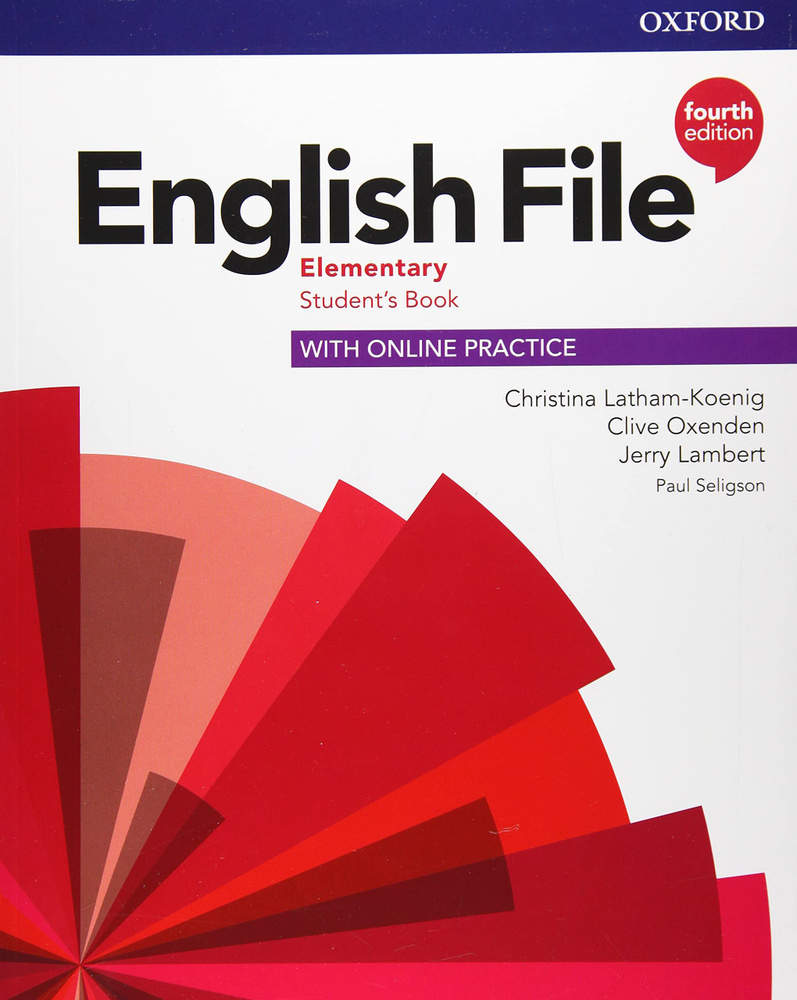 OXFORD
fourth
edition
English File
Elementary
Student's Book
WITH ONLINE PRACTICE
Christina Latham-Koenig
Clive Oxenden
Jerry Lambert
Paul Seligson